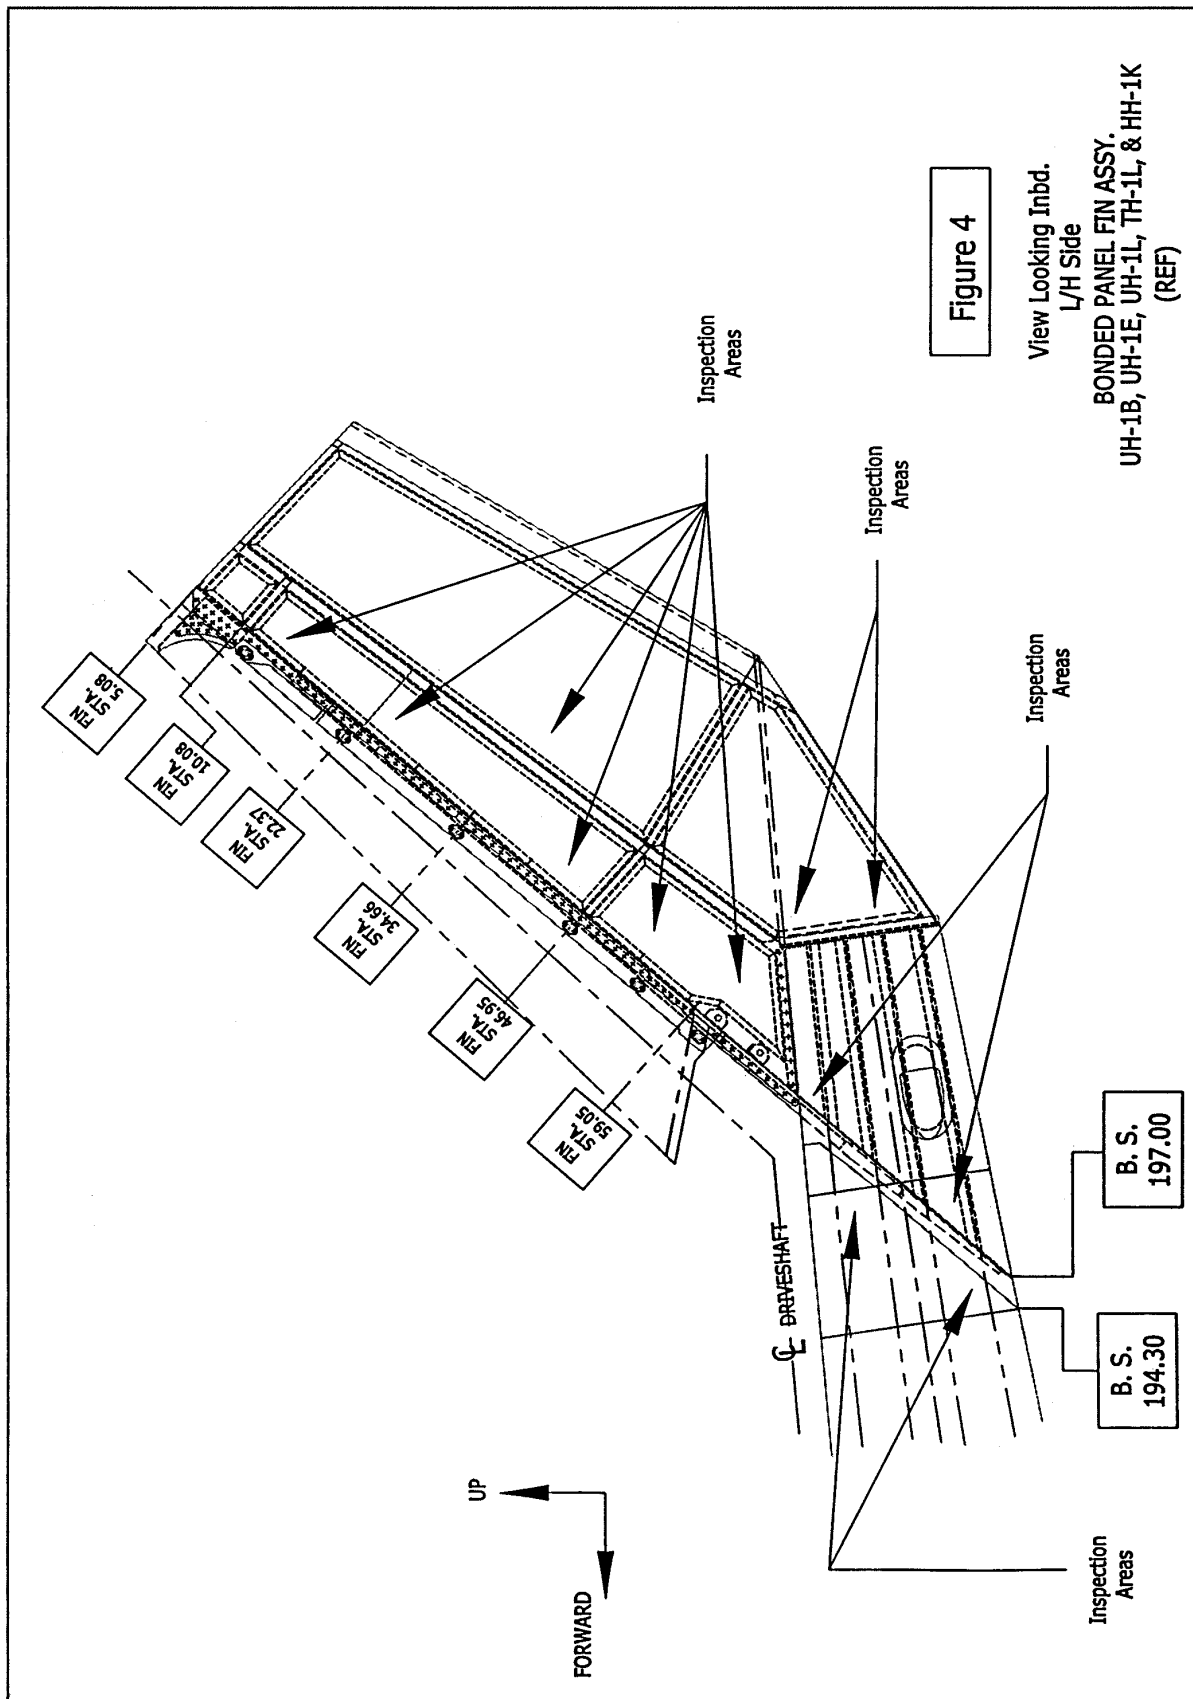 FIN
STA.
5.08
FIN
STA.
10.08
FIN
STA.
22.37
FIN
STA.
34.66
FIN
STA.
46.95
FIN
STA.
59.05
Inspection
Areas
Inspection
Areas
Inspection
Areas
Inspection
Areas
UP
FORWARD
℄ DRIVESHAFT
B. S.
194.30
B. S.
197.00
Figure 4
View Looking Inbd.
L/H Side
BONDED PANEL FIN ASSY.
UH-1B, UH-1E, UH-1L, TH-1L, & HH-1K
(REF)